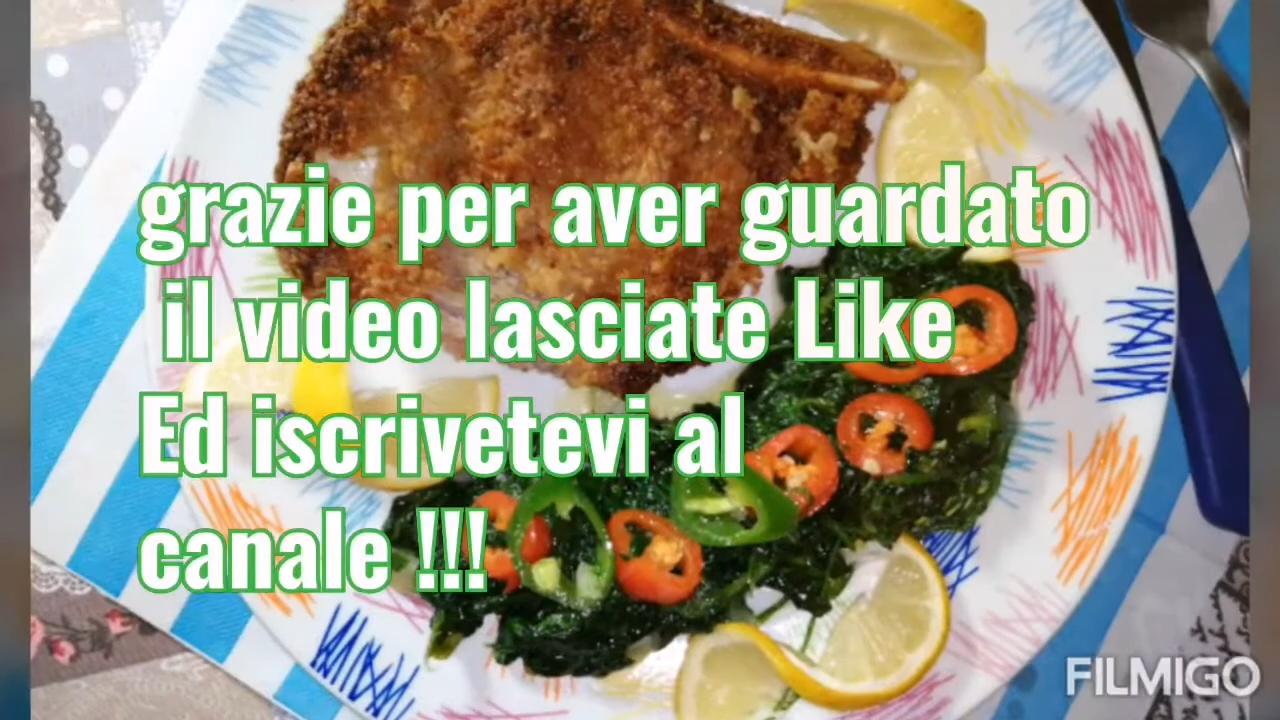 grazie per aver guardato
il video lasciate Like
Ed iscrivetevi al
canale !!!
FILMIGO